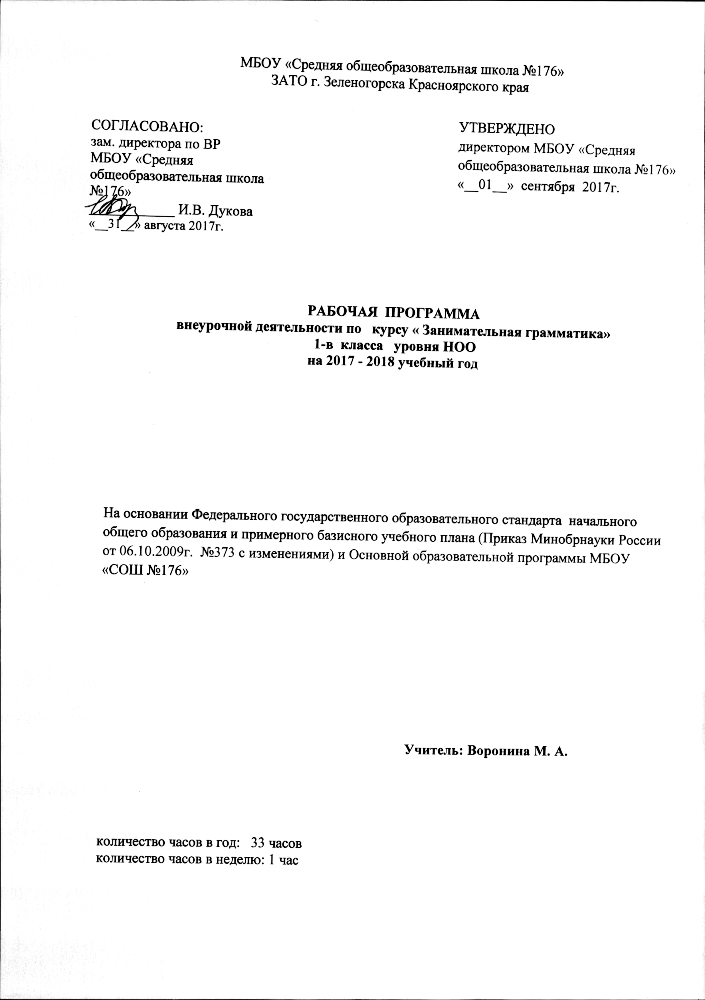 МБОУ «Средняя общеобразовательная школа №176»
ЗАТО г. Зеленогорска Красноярского края
СОГЛАСОВАНО:
зам. директора по ВР
МБОУ «Средняя
общеобразовательная школа
№176»
____________ И.В. Дукова
«__31__» августа 2017г.
УТВЕРЖДЕНО
директором МБОУ «Средняя
общеобразовательная школа №176»
«__01__» сентября 2017г.
РАБОЧАЯ ПРОГРАММА
внеурочной деятельности по курсу « Занимательная грамматика»
1-в класса уровня НОО
на 2017 - 2018 учебный год
На основании Федерального государственного образовательного стандарта начального
общего образования и примерного базисного учебного плана (Приказ Минобрнауки России
от 06.10.2009г. №373 с изменениями) и Основной образовательной программы МБОУ
«СОШ №176»
Учитель: Воронина М. А.
количество часов в год: 33 часов
количество часов в неделю: 1 час